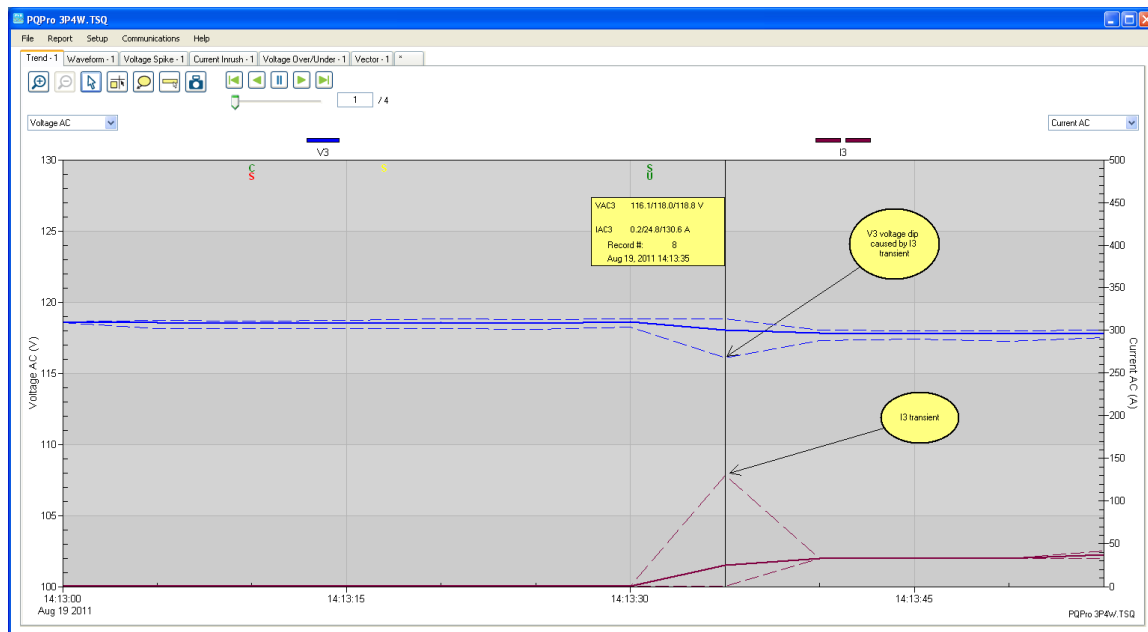 PQPro 3P4W.TSQ
File Report Setup Communications Help
Trend - 1 Waveform - 1 Voltage Spike - 1 Current Inrush - 1 Voltage Over/Under - 1 Vector - 1 *
1 / 4
Voltage AC
Current AC
V3
I3
130
125
120
115
110
105
100
Voltage AC (V)
C
S
S
S
U
VAC3 116.1/118.0/118.8 V
IAC3 0.2/24.8/130.6 A
Record #: 8
Aug 19, 2011 14:13:35
V3 voltage dip
caused by I3
transient
I3 transient
500
450
400
350
300
250
200
150
100
50
0
Current AC (A)
14:13:00
14:13:15
14:13:30
14:13:45
Aug 19 2011
PQPro 3P4W.TSQ